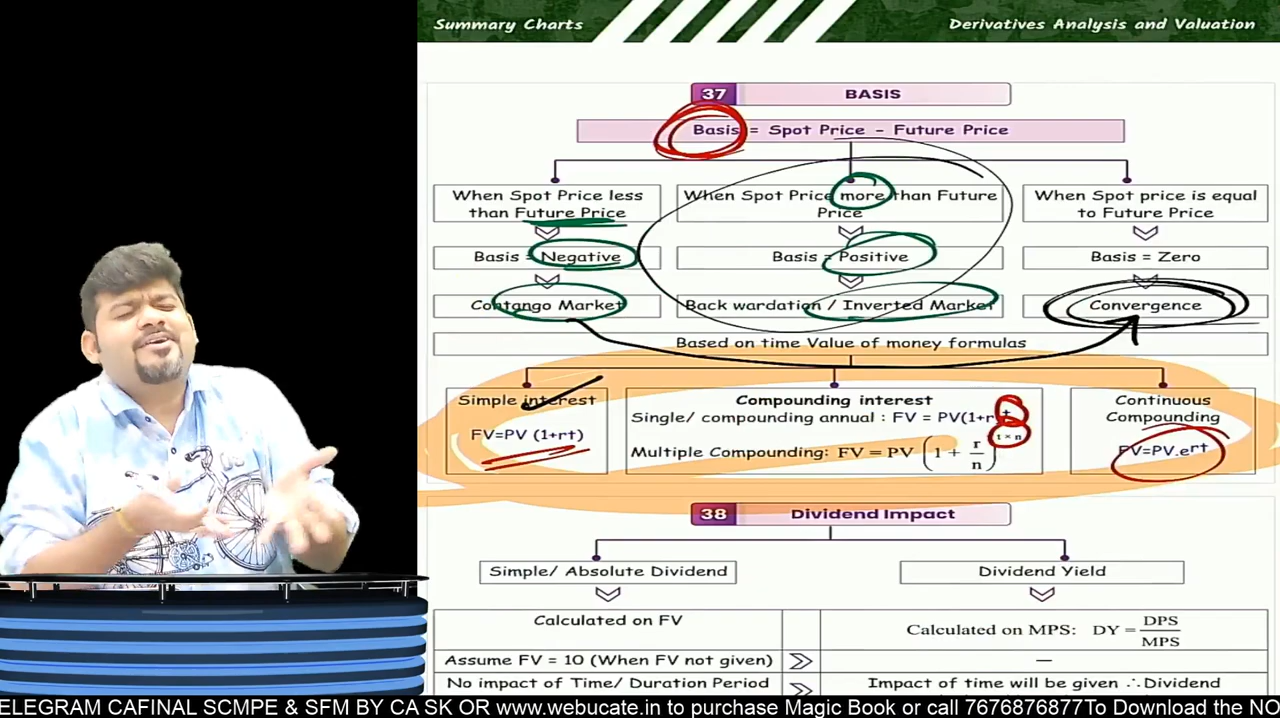 Summary Charts
Derivatives Analysis and Valuation
37 BASIS
Basis = Spot Price - Future Price
When Spot Price less
than Future Price
Basis = Negative
Contango Market
When Spot Price more than Future
Price
Basis = Positive
Back wardation / Inverted Market
When Spot price is equal
to Future Price
Basis = Zero
Convergence
Based on time Value of money formulas
Simple interest
FV=PV (1+rt)
Compounding interest
Single/ compounding annual : FV = PV(1+r)^t
Multiple Compounding: FV = PV (1 + r/n)^(t × n)
Continuous
Compounding
FV=PV.e^rt
38 Dividend Impact
Simple/ Absolute Dividend
Dividend Yield
Calculated on FV
Calculated on MPS: DY = DPS/MPS
Assume FV = 10 (When FV not given)
—
No impact of Time/ Duration Period
Impact of time will be given ∴ Dividend
ELEGRAM CAFINAL SCMPE & SFM BY CA SK OR www.webucate.in to purchase Magic Book or call 7676876877To Download the NO